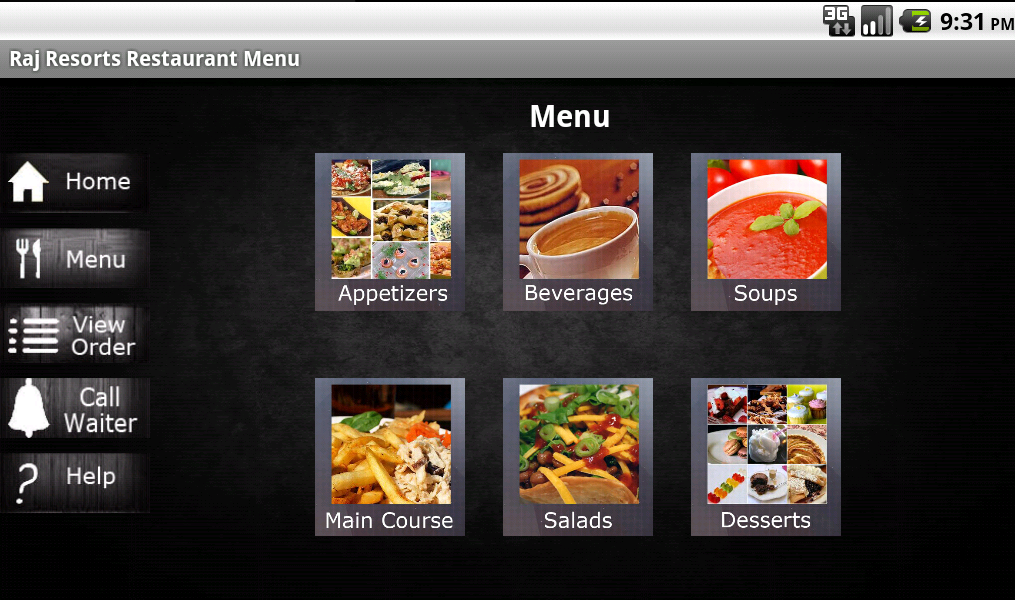 3G
9:31 PM
Raj Resorts Restaurant Menu
Menu
Home
Menu
View
Order
Call
Waiter
Help
Appetizers
Beverages
Soups
Main Course
Salads
Desserts